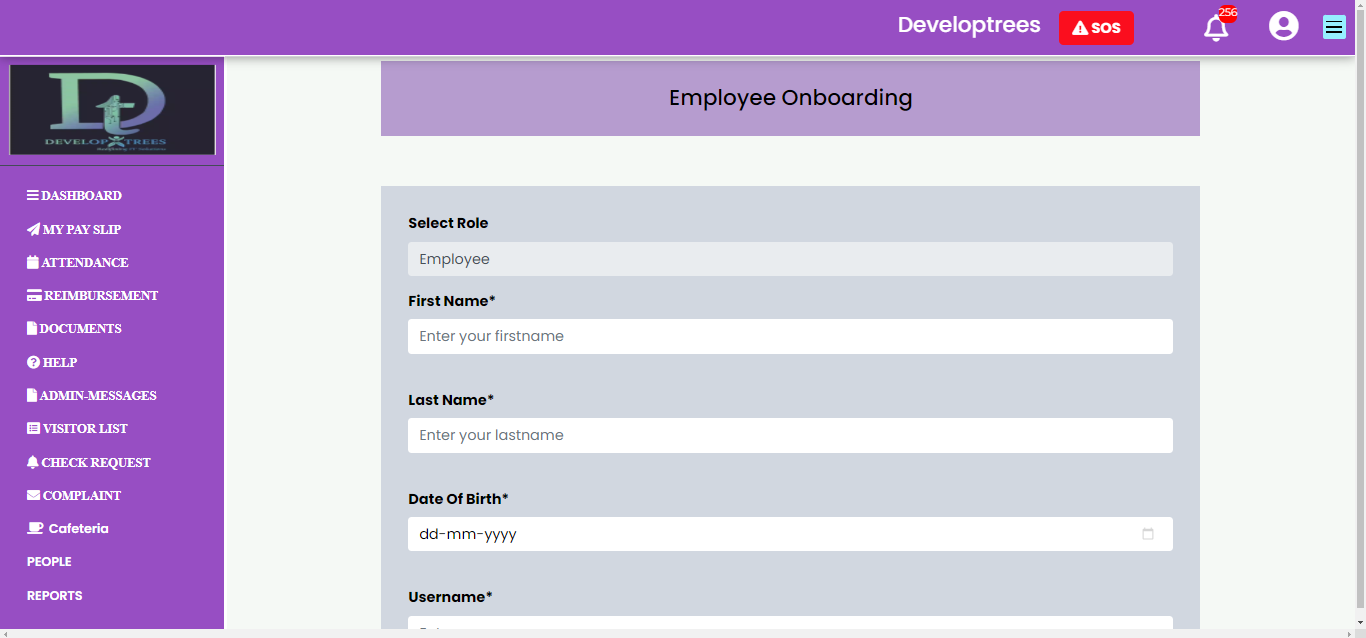 Developtrees
SOS
256
DEVELOP TREES
Employee Onboarding
DASHBOARD
MY PAY SLIP
ATTENDANCE
REIMBURSEMENT
DOCUMENTS
HELP
ADMIN-MESSAGES
VISITOR LIST
CHECK REQUEST
COMPLAINT
Cafeteria
PEOPLE
REPORTS
Select Role
Employee
First Name*
Enter your firstname
Last Name*
Enter your lastname
Date Of Birth*
dd-mm-yyyy
Username*